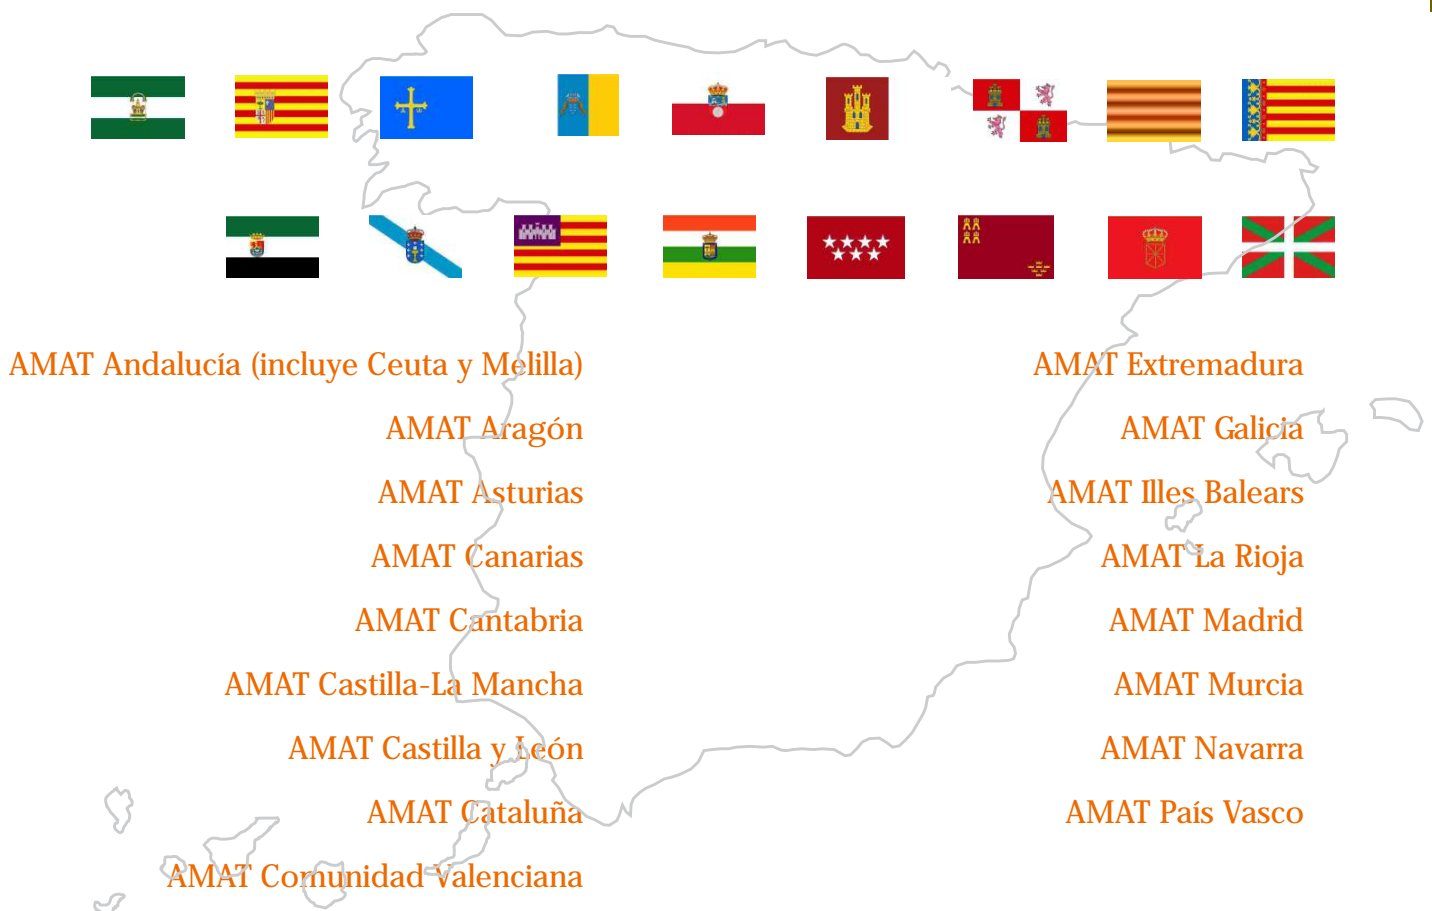 AMAT Andalucía (incluye Ceuta y Melilla)
AMAT Aragón
AMAT Asturias
AMAT Canarias
AMAT Cantabria
AMAT Castilla-La Mancha
AMAT Castilla y León
AMAT Cataluña
AMAT Comunidad Valenciana
AMAT Extremadura
AMAT Galicia
AMAT Illes Balears
AMAT La Rioja
AMAT Madrid
AMAT Murcia
AMAT Navarra
AMAT País Vasco